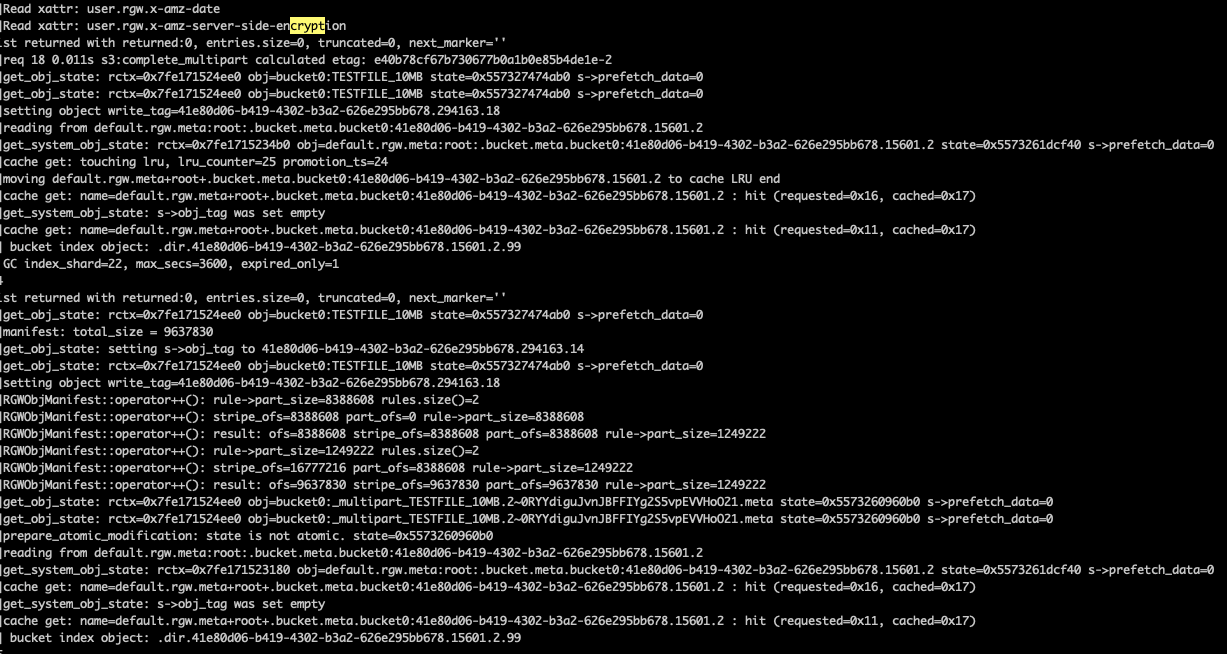 |Read xattr: user.rgw.x-amz-date
|Read xattr: user.rgw.x-amz-server-side-encryption
st returned with returned:0, entries.size=0, truncated=0, next_marker=''
|req 18 0.011s s3:complete_multipart calculated etag: e40b78cf67b730677b0a1b0e85b4de1e-2
|get_obj_state: rctx=0x7fe171524ee0 obj=bucket0:TESTFILE_10MB state=0x557327474ab0 s->prefetch_data=0
|get_obj_state: rctx=0x7fe171524ee0 obj=bucket0:TESTFILE_10MB state=0x557327474ab0 s->prefetch_data=0
|setting object write_tag=41e80d06-b419-4302-b3a2-626e295bb678.294163.18
|reading from default.rgw.meta:root:.bucket.meta.bucket0:41e80d06-b419-4302-b3a2-626e295bb678.15601.2
|get_system_obj_state: rctx=0x7fe1715234b0 obj=default.rgw.meta:root:.bucket.meta.bucket0:41e80d06-b419-4302-b3a2-626e295bb678.15601.2 state=0x5573261dcf40 s->prefetch_data=0
|cache get: touching lru, lru_counter=25 promotion_ts=24
|moving default.rgw.meta+root+.bucket.meta.bucket0:41e80d06-b419-4302-b3a2-626e295bb678.15601.2 to cache LRU end
|cache get: name=default.rgw.meta+root+.bucket.meta.bucket0:41e80d06-b419-4302-b3a2-626e295bb678.15601.2 : hit (requested=0x16, cached=0x17)
|get_system_obj_state: s->obj_tag was set empty
|cache get: name=default.rgw.meta+root+.bucket.meta.bucket0:41e80d06-b419-4302-b3a2-626e295bb678.15601.2 : hit (requested=0x11, cached=0x17)
| bucket index object: .dir.41e80d06-b419-4302-b3a2-626e295bb678.15601.2.99
GC index_shard=22, max_secs=3600, expired_only=1
st returned with returned:0, entries.size=0, truncated=0, next_marker=''
|get_obj_state: rctx=0x7fe171524ee0 obj=bucket0:TESTFILE_10MB state=0x557327474ab0 s->prefetch_data=0
|manifest: total_size = 9637830
|get_obj_state: setting s->obj_tag to 41e80d06-b419-4302-b3a2-626e295bb678.294163.14
|get_obj_state: rctx=0x7fe171524ee0 obj=bucket0:TESTFILE_10MB state=0x557327474ab0 s->prefetch_data=0
|setting object write_tag=41e80d06-b419-4302-b3a2-626e295bb678.294163.18
|RGWObjManifest::operator++(): rule->part_size=8388608 rules.size()=2
|RGWObjManifest::operator++(): stripe_ofs=8388608 part_ofs=0 rule->part_size=8388608
|RGWObjManifest::operator++(): result: ofs=8388608 stripe_ofs=8388608 part_ofs=8388608 rule->part_size=1249222
|RGWObjManifest::operator++(): rule->part_size=1249222 rules.size()=2
|RGWObjManifest::operator++(): stripe_ofs=16777216 part_ofs=8388608 rule->part_size=1249222
|RGWObjManifest::operator++(): result: ofs=9637830 stripe_ofs=9637830 part_ofs=9637830 rule->part_size=1249222
|get_obj_state: rctx=0x7fe171524ee0 obj=bucket0:_multipart_TESTFILE_10MB.2~0RYYdiguJvnJBFFIYgZS5vpEVVHoO21.meta state=0x5573260960b0 s->prefetch_data=0
|get_obj_state: rctx=0x7fe171524ee0 obj=bucket0:_multipart_TESTFILE_10MB.2~0RYYdiguJvnJBFFIYgZS5vpEVVHoO21.meta state=0x5573260960b0 s->prefetch_data=0
|prepare_atomic_modification: state is not atomic. state=0x5573260960b0
|reading from default.rgw.meta:root:.bucket.meta.bucket0:41e80d06-b419-4302-b3a2-626e295bb678.15601.2
|get_system_obj_state: rctx=0x7fe171523180 obj=default.rgw.meta:root:.bucket.meta.bucket0:41e80d06-b419-4302-b3a2-626e295bb678.15601.2 state=0x5573261dcf40 s->prefetch_data=0
|cache get: name=default.rgw.meta+root+.bucket.meta.bucket0:41e80d06-b419-4302-b3a2-626e295bb678.15601.2 : hit (requested=0x16, cached=0x17)
|get_system_obj_state: s->obj_tag was set empty
|cache get: name=default.rgw.meta+root+.bucket.meta.bucket0:41e80d06-b419-4302-b3a2-626e295bb678.15601.2 : hit (requested=0x11, cached=0x17)
| bucket index object: .dir.41e80d06-b419-4302-b3a2-626e295bb678.15601.2.99